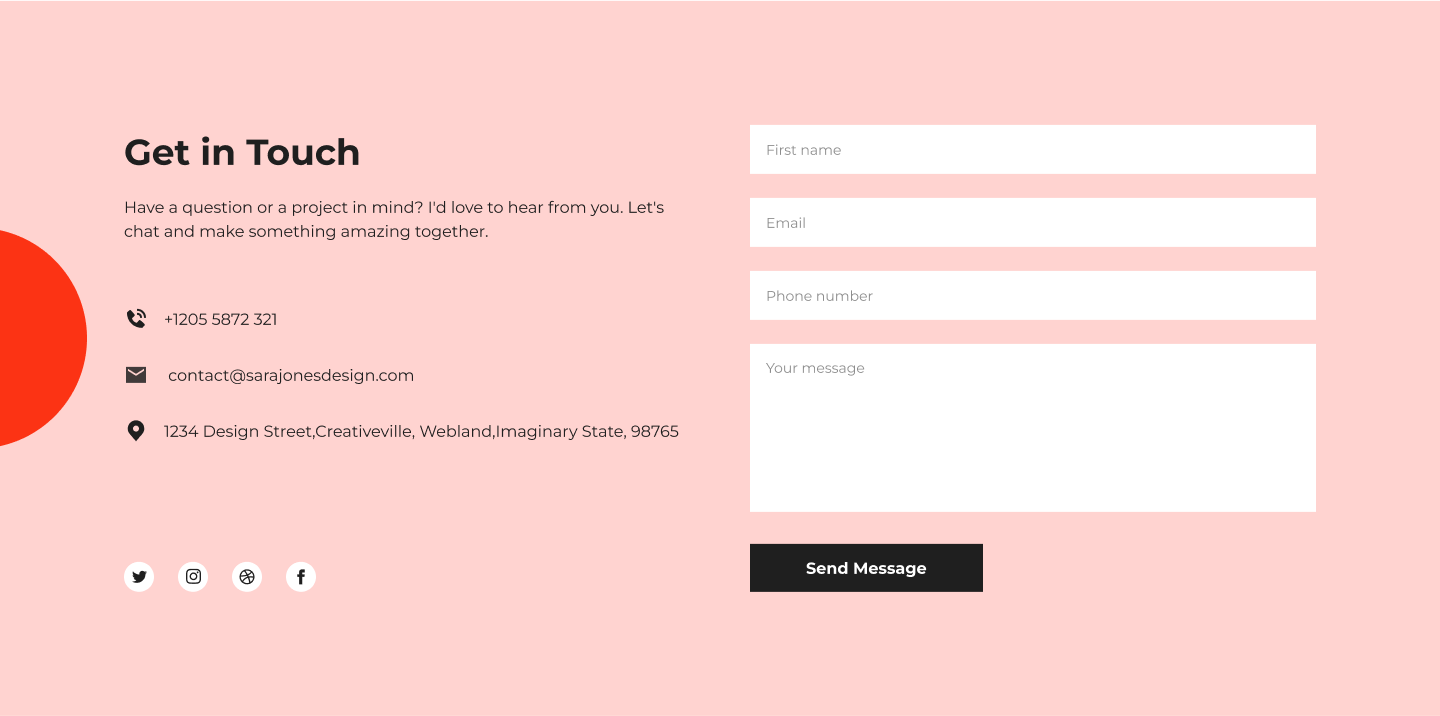 Get in Touch
Have a question or a project in mind? I'd love to hear from you. Let's
chat and make something amazing together.
+1205 5872 321
contact@sarajonesdesign.com
1234 Design Street,Creativeville, Webland,Imaginary State, 98765
First name
Email
Phone number
Your message
Send Message